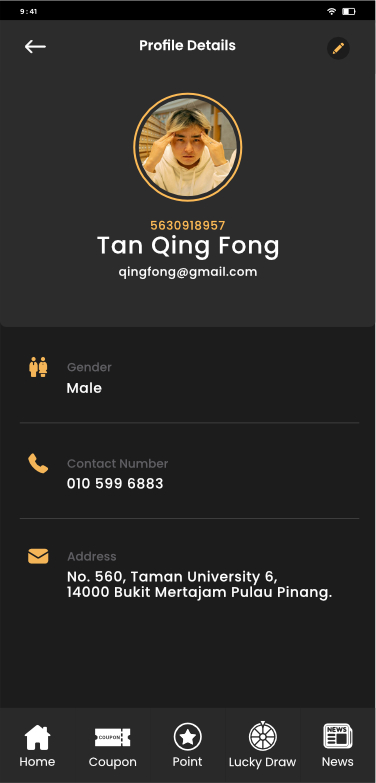 9:41
Profile Details
5630918957
Tan Qing Fong
qingfong@gmail.com
Gender
Male
Contact Number
010 599 6883
Address
No. 560, Taman University 6,
14000 Bukit Mertajam Pulau Pinang.
COUPON
NEWS
Home Coupon Point Lucky Draw News